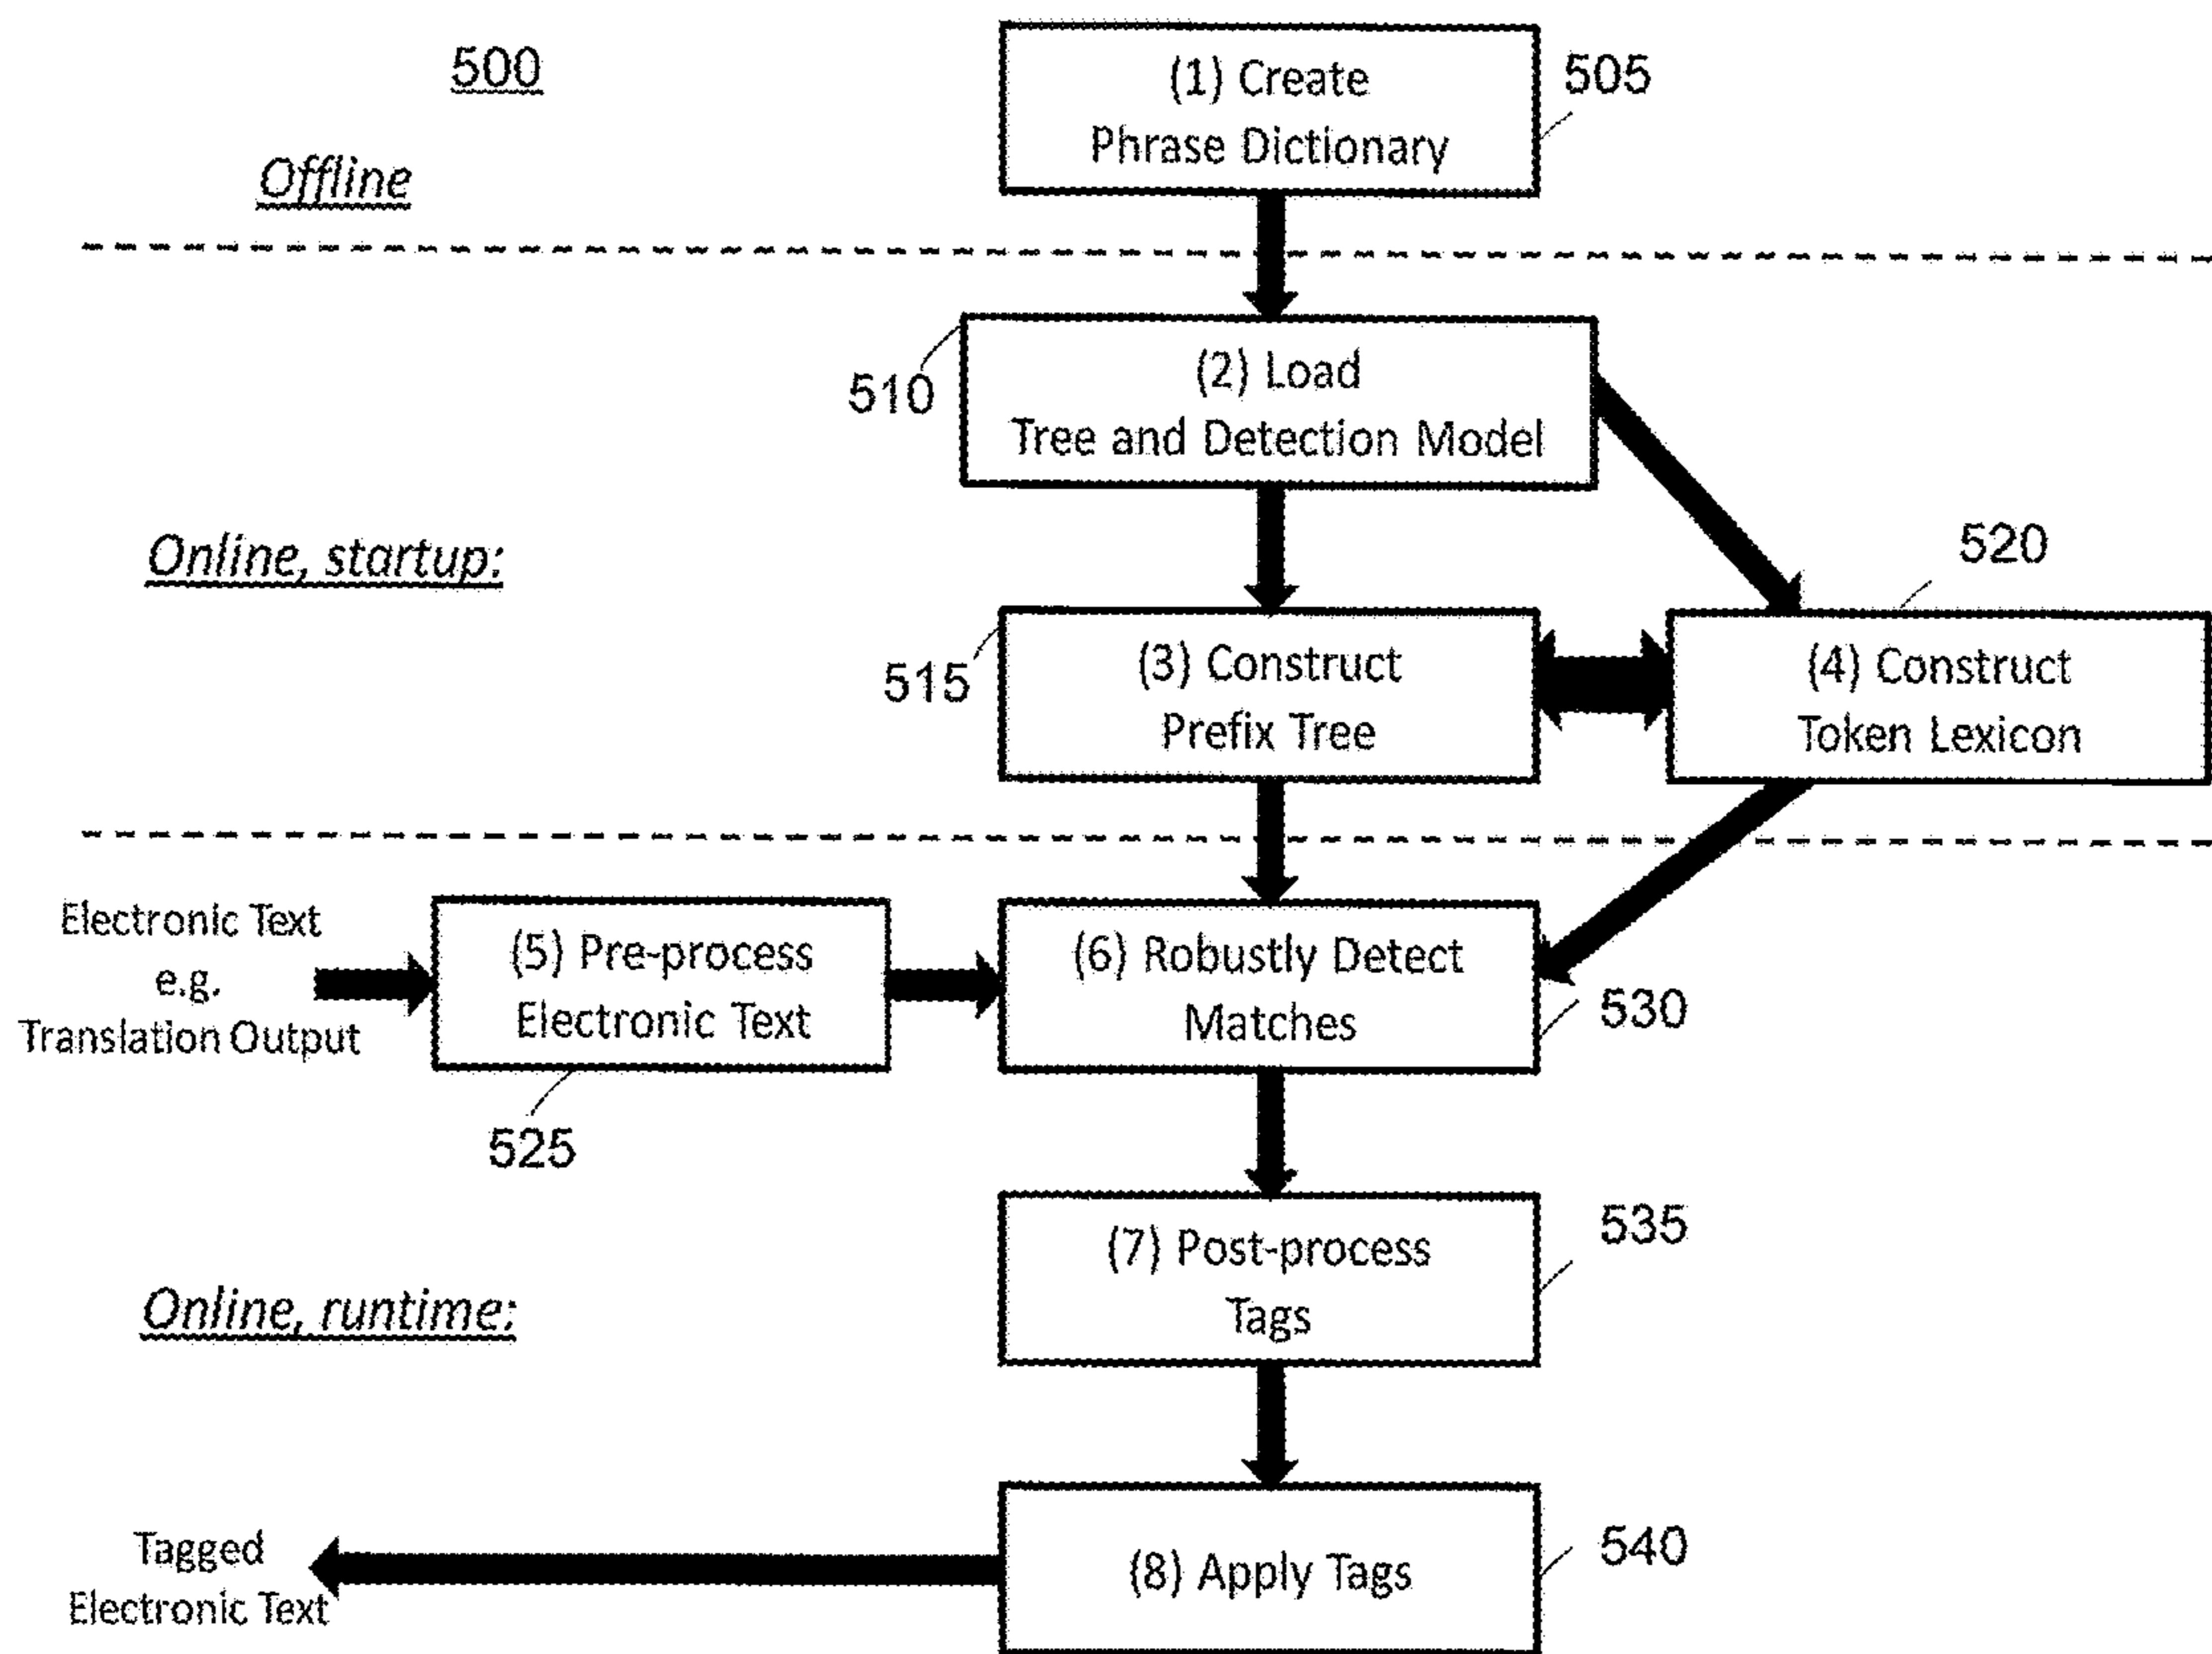 500
(1) Create
Phrase Dictionary
505
Offline
510
(2) Load
Tree and Detection Model
Online, startup:
520
515
(3) Construct
Prefix Tree
(4) Construct
Token Lexicon
Electronic Text
e.g.
Translation Output
(5) Pre-process
Electronic Text
525
(6) Robustly Detect
Matches
530
Online, runtime:
(7) Post-process
Tags
535
(8) Apply Tags
540
Tagged
Electronic Text